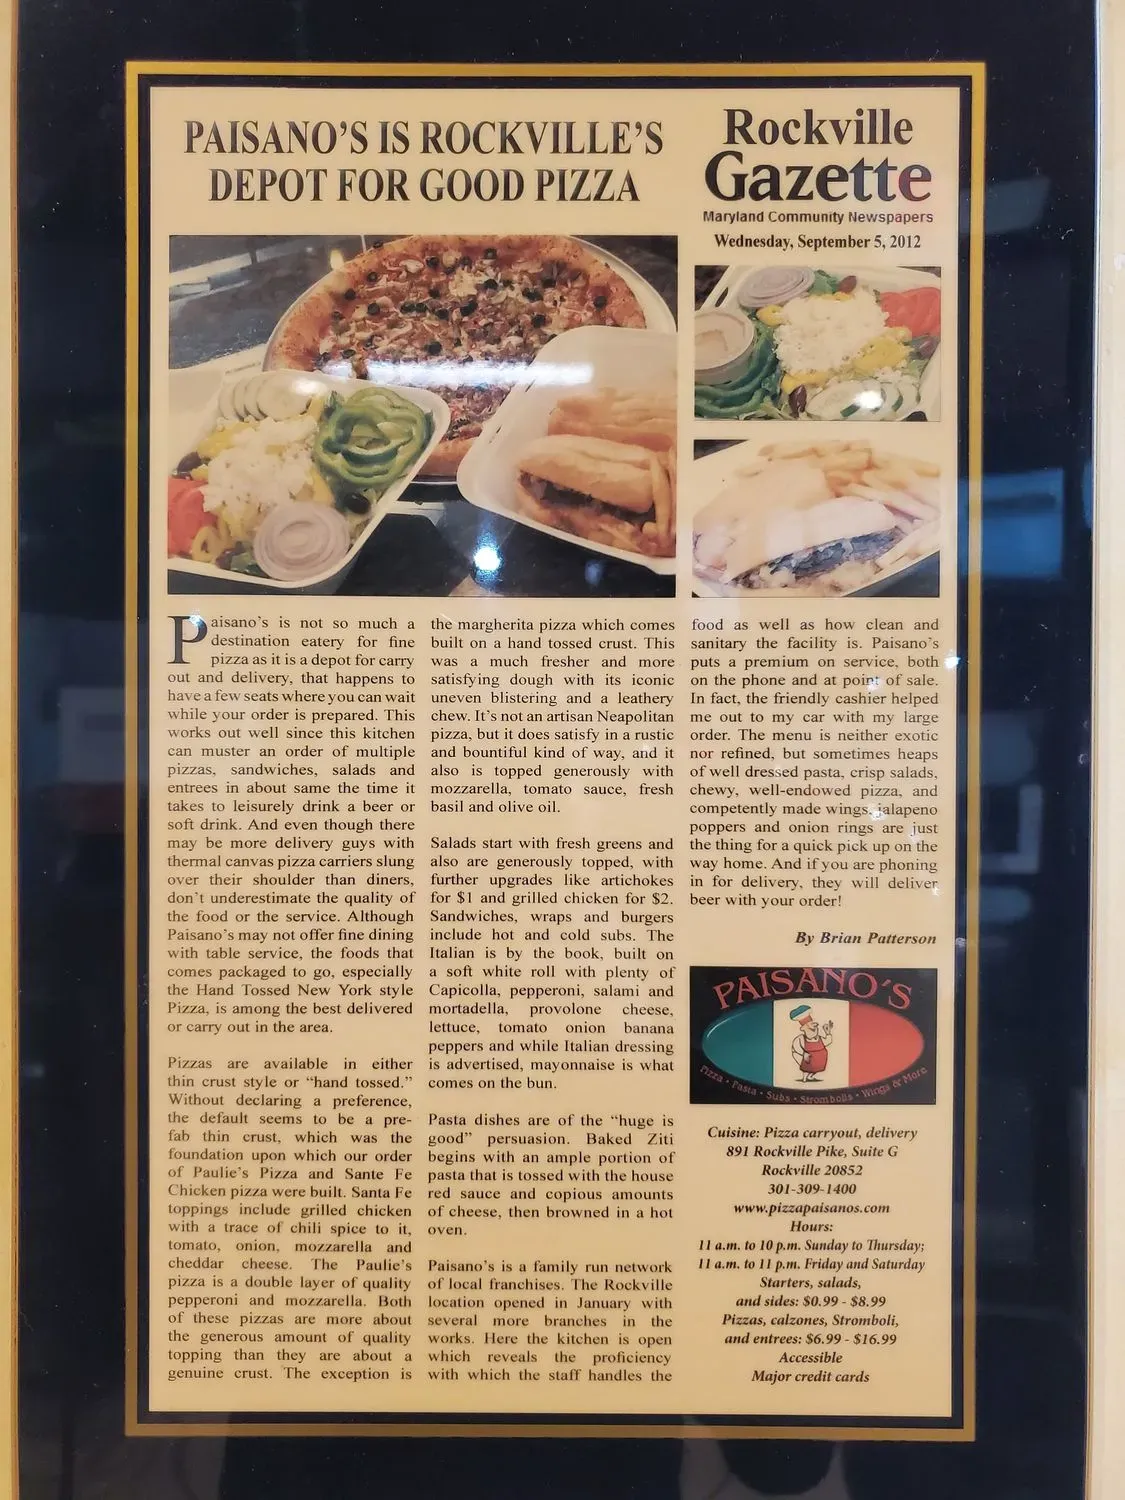 PAISANO'S IS ROCKVILLE'S
DEPOT FOR GOOD PIZZA
Rockville
Gazette
Maryland Community Newspapers
Wednesday, September 5, 2012
Paisano's is not so much a
destination eatery for fine
pizza as it is a depot for carry
out and delivery, that happens to
have a few seats where you can wait
while your order is prepared. This
works out well since this kitchen
can muster an order of multiple
pizzas, sandwiches, salads and
entrees in about same the time it
takes to leisurely drink a beer or
soft drink. And even though there
may be more delivery guys with
thermal canvas pizza carriers slung
over their shoulder than diners,
don't underestimate the quality of
the food or the service. Although
Paisano's may not offer fine dining
with table service, the foods that
comes packaged to go, especially
the Hand Tossed New York style
Pizza, is among the best delivered
or carry out in the area.
Pizzas are available in either
thin crust style or “hand tossed.”
Without declaring a preference,
the default seems to be a pre-
fab thin crust, which was the
foundation upon which our order
of Paulie's Pizza and Sante Fe
Chicken pizza were built. Santa Fe
toppings include grilled chicken
with a trace of chili spice to it,
tomato, onion, mozzarella and
cheddar cheese. The Paulie's
pizza is a double layer of quality
pepperoni and mozzarella. Both
of these pizzas are more about
the generous amount of quality
topping than they are about a
genuine crust. The exception is
the margherita pizza which comes
built on a hand tossed crust. This
was a much fresher and more
satisfying dough with its iconic
uneven blistering and a leathery
chew. It's not an artisan Neapolitan
pizza, but it does satisfy in a rustic
and bountiful kind of way, and it
also is topped generously with
mozzarella, tomato sauce, fresh
basil and olive oil.
Salads start with fresh greens and
also are generously topped, with
further upgrades like artichokes
for $1 and grilled chicken for $2.
Sandwiches, wraps and burgers
include hot and cold subs. The
Italian is by the book, built on
a soft white roll with plenty of
Capicolla, pepperoni, salami and
mortadella, provolone cheese,
lettuce, tomato onion banana
peppers and while Italian dressing
is advertised, mayonnaise is what
comes on the bun.
Pasta dishes are of the “huge is
good” persuasion. Baked Ziti
begins with an ample portion of
pasta that is tossed with the house
red sauce and copious amounts
of cheese, then browned in a hot
oven.
Paisano's is a family run network
of local franchises. The Rockville
location opened in January with
several more branches in the
works. Here the kitchen is open
which reveals the proficiency
with which the staff handles the
food as well as how clean and
sanitary the facility is. Paisano's
puts a premium on service, both
on the phone and at point of sale.
In fact, the friendly cashier helped
me out to my car with my large
order. The menu is neither exotic
nor refined, but sometimes heaps
of well dressed pasta, crisp salads,
chewy, well-endowed pizza, and
competently made wings, jalapeno
poppers and onion rings are just
the thing for a quick pick up on the
way home. And if you are phoning
in for delivery, they will deliver
beer with your order!
By Brian Patterson
PAISANO'S
Pizza • Pasta • Subs • Strombolis • Wings & More
Cuisine: Pizza carryout, delivery
891 Rockville Pike, Suite G
Rockville 20852
301-309-1400
www.pizzapaisanos.com
Hours:
11 a.m. to 10 p.m. Sunday to Thursday;
11 a.m. to 11 p.m. Friday and Saturday
Starters, salads,
and sides: $0.99 - $8.99
Pizzas, calzones, Stromboli,
and entrees: $6.99 - $16.99
Accessible
Major credit cards